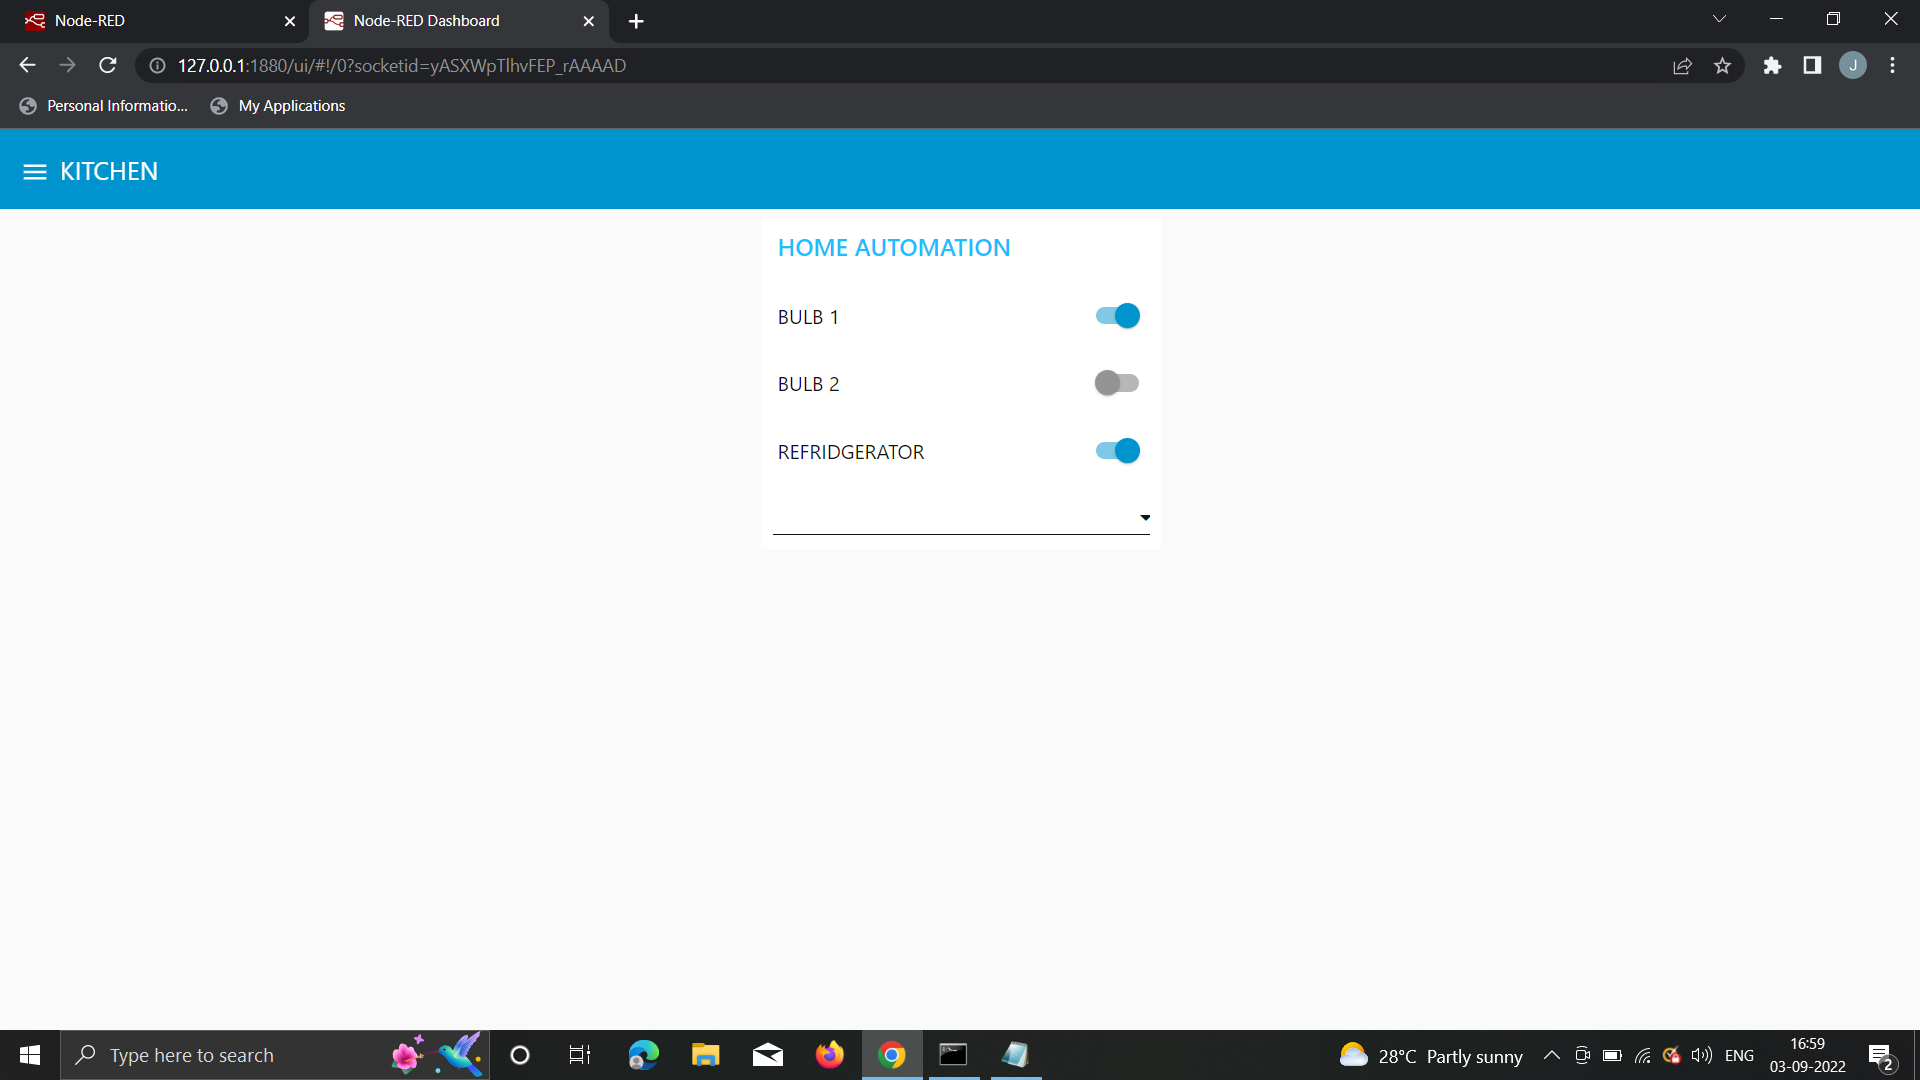 Node-RED
Node-RED Dashboard
127.0.0.1:1880/ui/#!/0?socketid=yASXWpTlhvFEP_rAAAAD
J
Personal Informatio...
My Applications
KITCHEN
HOME AUTOMATION
BULB 1
BULB 2
REFRIDGERATOR
Type here to search
28°C Partly sunny
ENG
16:59
03-09-2022
2